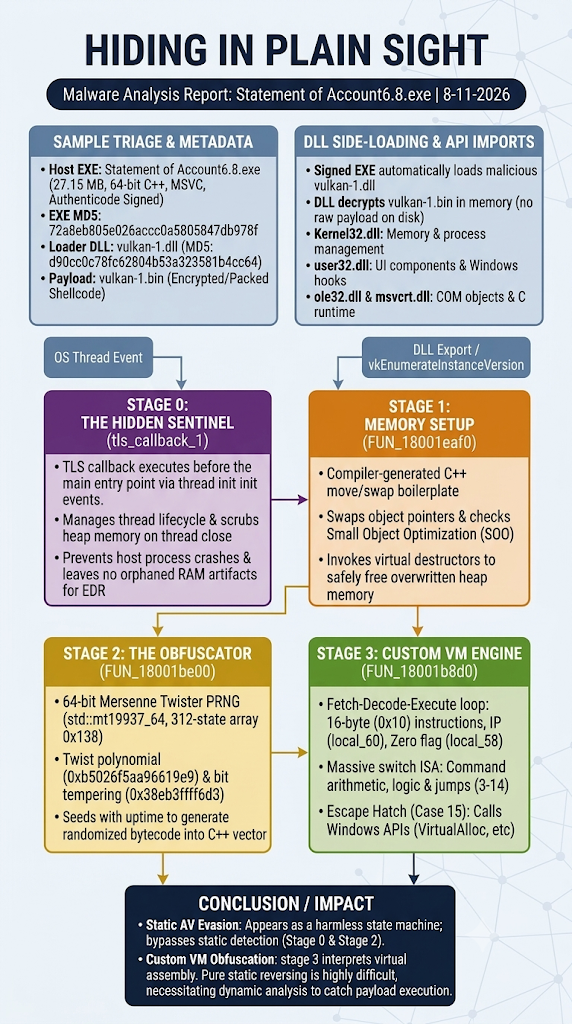 HIDING IN PLAIN SIGHT
Malware Analysis Report: Statement of Account6.8.exe | 8-11-2026
SAMPLE TRIAGE & METADATA
• Host EXE: Statement of Account6.8.exe
(27.15 MB, 64-bit C++, MSVC,
Authenticode Signed)
• EXE MD5:
72a8eb805e026accc0a5805847db978f
• Loader DLL: vulkan-1.dll (MD5:
d90cc0c78fc62804b53a323581b4cc64)
• Payload: vulkan-1.bin (Encrypted/Packed
Shellcode)
DLL SIDE-LOADING & API IMPORTS
• Signed EXE automatically loads malicious
vulkan-1.dll
• DLL decrypts vulkan-1.bin in memory (no
raw payload on disk)
• Kernel32.dll: Memory & process
management
• user32.dll: UI components & Windows
hooks
• ole32.dll & msvcrt.dll: COM objects & C
runtime
OS Thread Event
DLL Export /
vkEnumerateInstanceVersion
STAGE 0:
THE HIDDEN SENTINEL
(tls_callback_1)
• TLS callback executes before the
main entry point via thread init init
events.
• Manages thread lifecycle & scrubs
heap memory on thread close
• Prevents host process crashes &
leaves no orphaned RAM artifacts
for EDR
STAGE 1:
MEMORY SETUP
(FUN_18001eaf0)
• Compiler-generated C++
move/swap boilerplate
• Swaps object pointers & checks
Small Object Optimization (SOO)
• Invokes virtual destructors to
safely free overwritten heap
memory
STAGE 2: THE OBFUSCATOR
(FUN_18001be00)
• 64-bit Mersenne Twister PRNG
(std::mt19937_64, 312-state array
0x138)
• Twist polynomial
(0xb5026f5aa96619e9) & bit
tempering (0x38eb3ffff6d3)
• Seeds with uptime to generate
randomized bytecode into C++ vector
STAGE 3: CUSTOM VM ENGINE
(FUN_18001b8d0)
• Fetch-Decode-Execute loop:
16-byte (0x10) instructions, IP
(local_60), Zero flag (local_58)
• Massive switch ISA: Command
arithmetic, logic & jumps (3-14)
• Escape Hatch (Case 15): Calls
Windows APIs (VirtualAlloc, etc)
CONCLUSION / IMPACT
• Static AV Evasion: Appears as a harmless state machine;
bypasses static detection (Stage 0 & Stage 2).
• Custom VM Obfuscation: stage 3 interprets virtual
assembly. Pure static reversing is highly difficult,
necessitating dynamic analysis to catch payload execution.